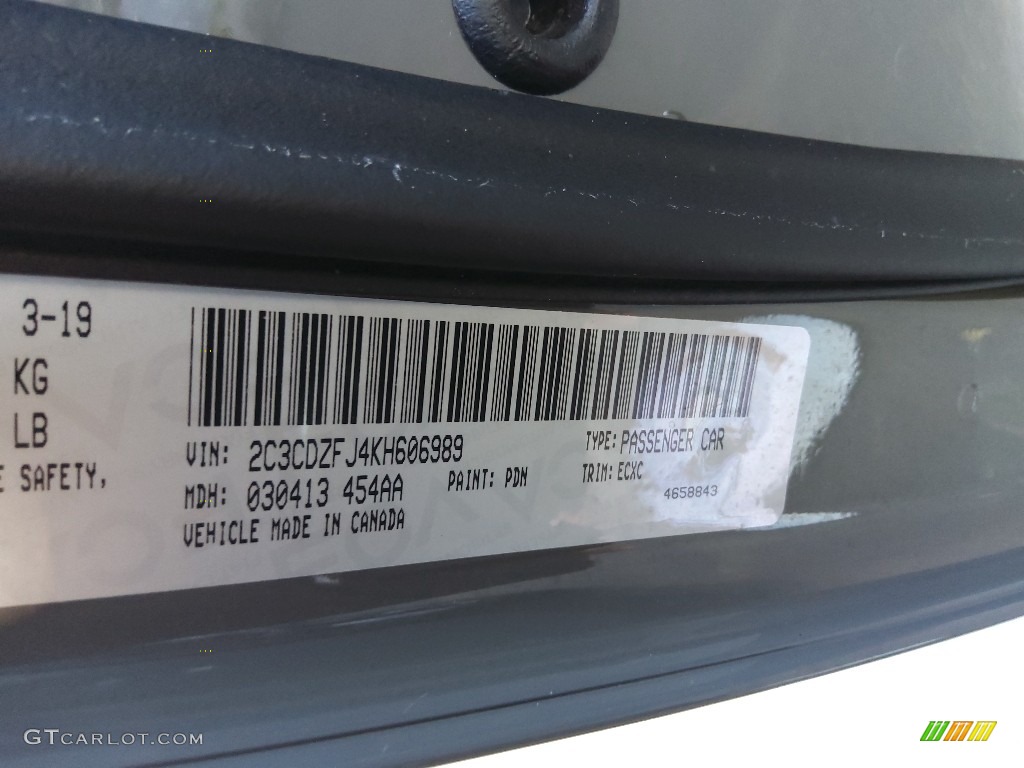 3-19
KG
LB
E SAFETY,
VIN: 2C3CDZFJ4KH606989
TYPE: PASSENGER CAR
MDH: 030413 454AA
PAINT: PDN
TRIM: ECXC
4658843
VEHICLE MADE IN CANADA
GTCARLOT.COM